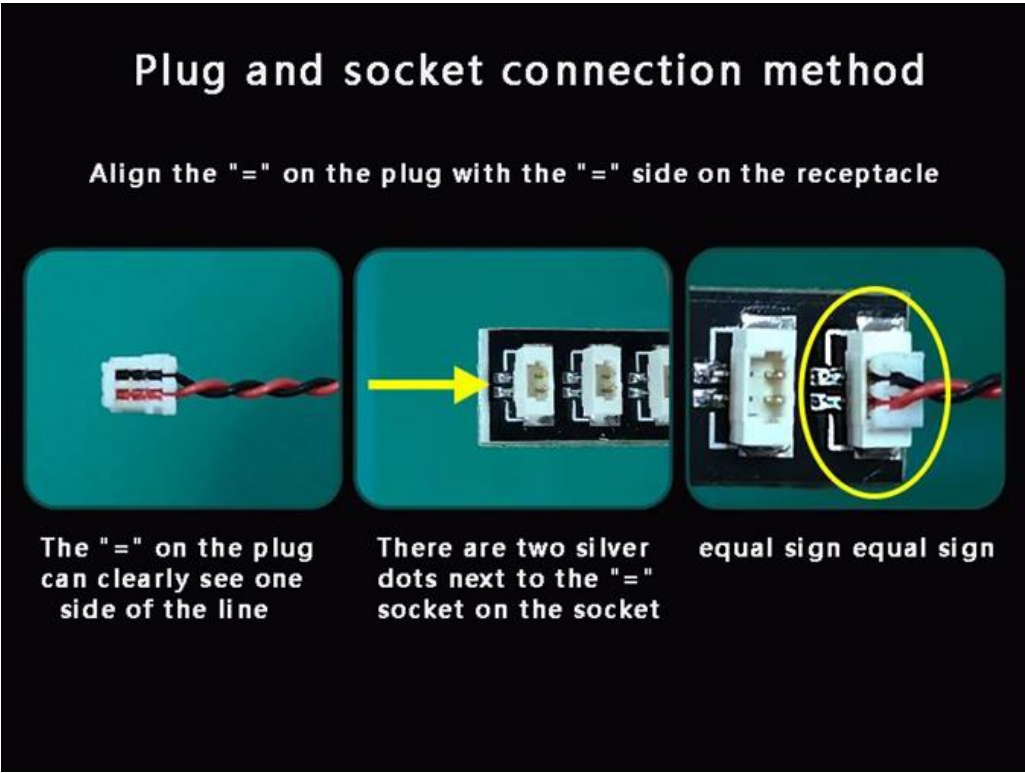 Plug and socket connection method
Align the "=" on the plug with the "=" side on the receptacle
The "=" on the plug
can clearly see one
side of the line
There are two silver
dots next to the "="
socket on the socket
equal sign equal sign